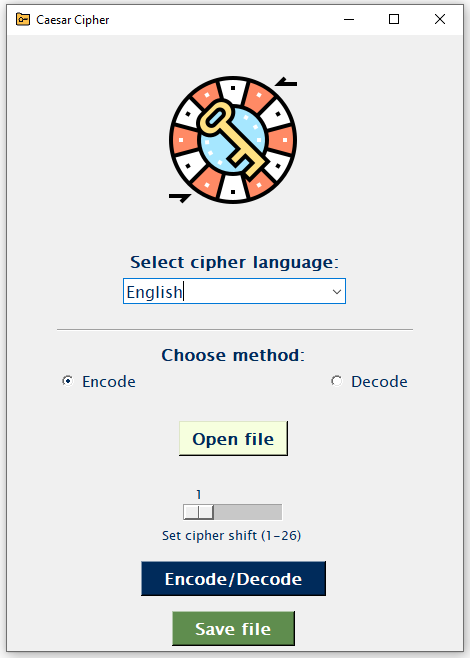 Caesar Cipher
Select cipher language:
English
Choose method:
Encode Decode
Open file
1
Set cipher shift (1-26)
Encode/Decode
Save file